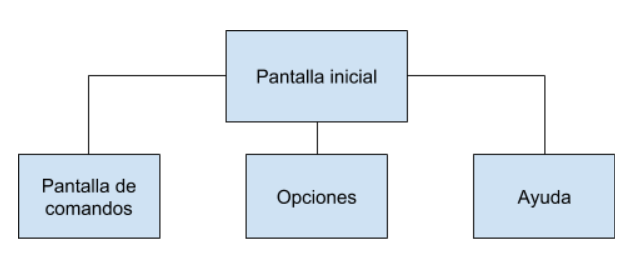 Pantalla inicial
Pantalla de
comandos
Opciones
Ayuda